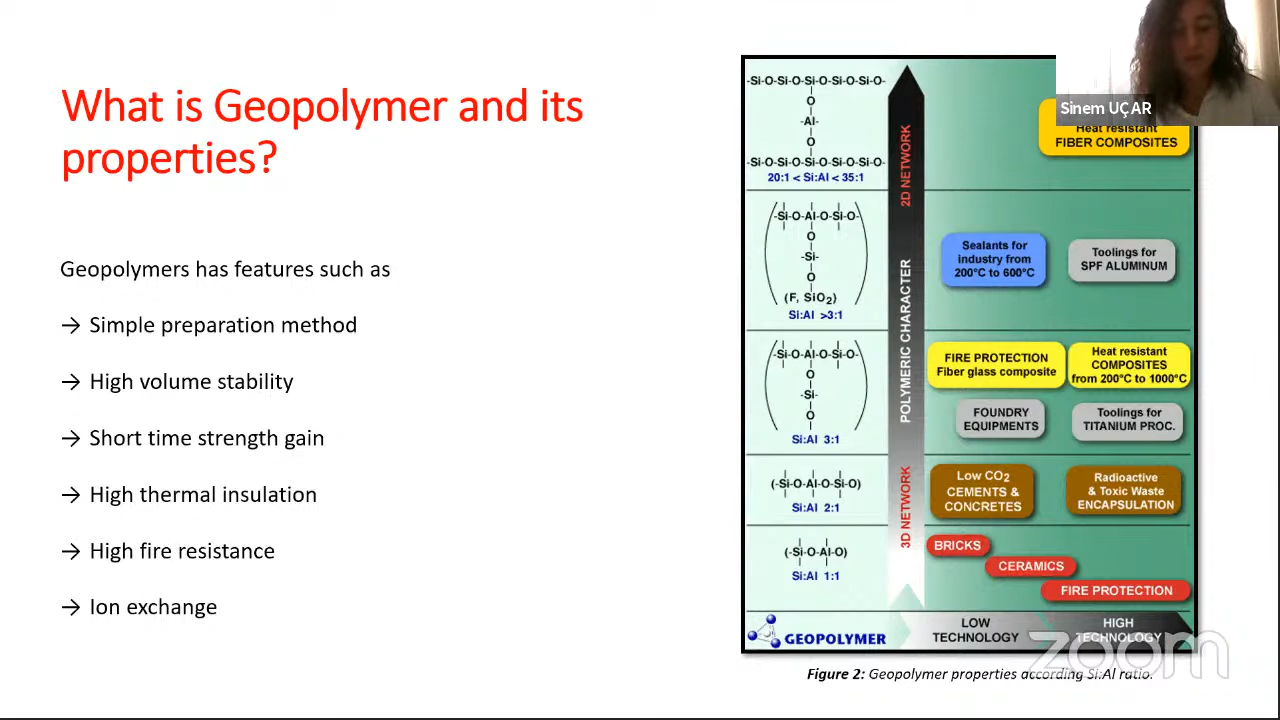 What is Geopolymer and its
properties?
Geopolymers has features such as
→ Simple preparation method
→ High volume stability
→ Short time strength gain
→ High thermal insulation
→ High fire resistance
→ Ion exchange
Sinem UÇAR
-Si-O-Si-O-Si-O-Si-O-Si-O-
O
-Al-
O
-Si-O-Si-O-Si-O-Si-O-Si-O-
20:1 < Si:Al < 35:1
-Si-O-Al-O-Si-O-
O
-Si-
O
(F, SiO2)
Si:Al >3:1
-Si-O-Al-O-Si-O-
O
-Si-
O
Si:Al 3:1
(-Si-O-Al-O-Si-O)
Si:Al 2:1
(-Si-O-Al-O)
Si:Al 1:1
2D NETWORK
POLYMERIC CHARACTER
3D NETWORK
Heat resistant
FIBER COMPOSITES
Sealants for
industry from
200°C to 600°C
Toolings for
SPF ALUMINUM
FIRE PROTECTION
Fiber glass composite
Heat resistant
COMPOSITES
from 200°C to 1000°C
FOUNDRY
EQUIPMENTS
Toolings for
TITANIUM PROC.
Low CO2
CEMENTS &
CONCRETES
Radioactive
& Toxic Waste
ENCAPSULATION
BRICKS
CERAMICS
FIRE PROTECTION
GEOPOLYMER
LOW
TECHNOLOGY
HIGH
TECHNOLOGY
zoom
Figure 2: Geopolymer properties according Si:Al ratio.